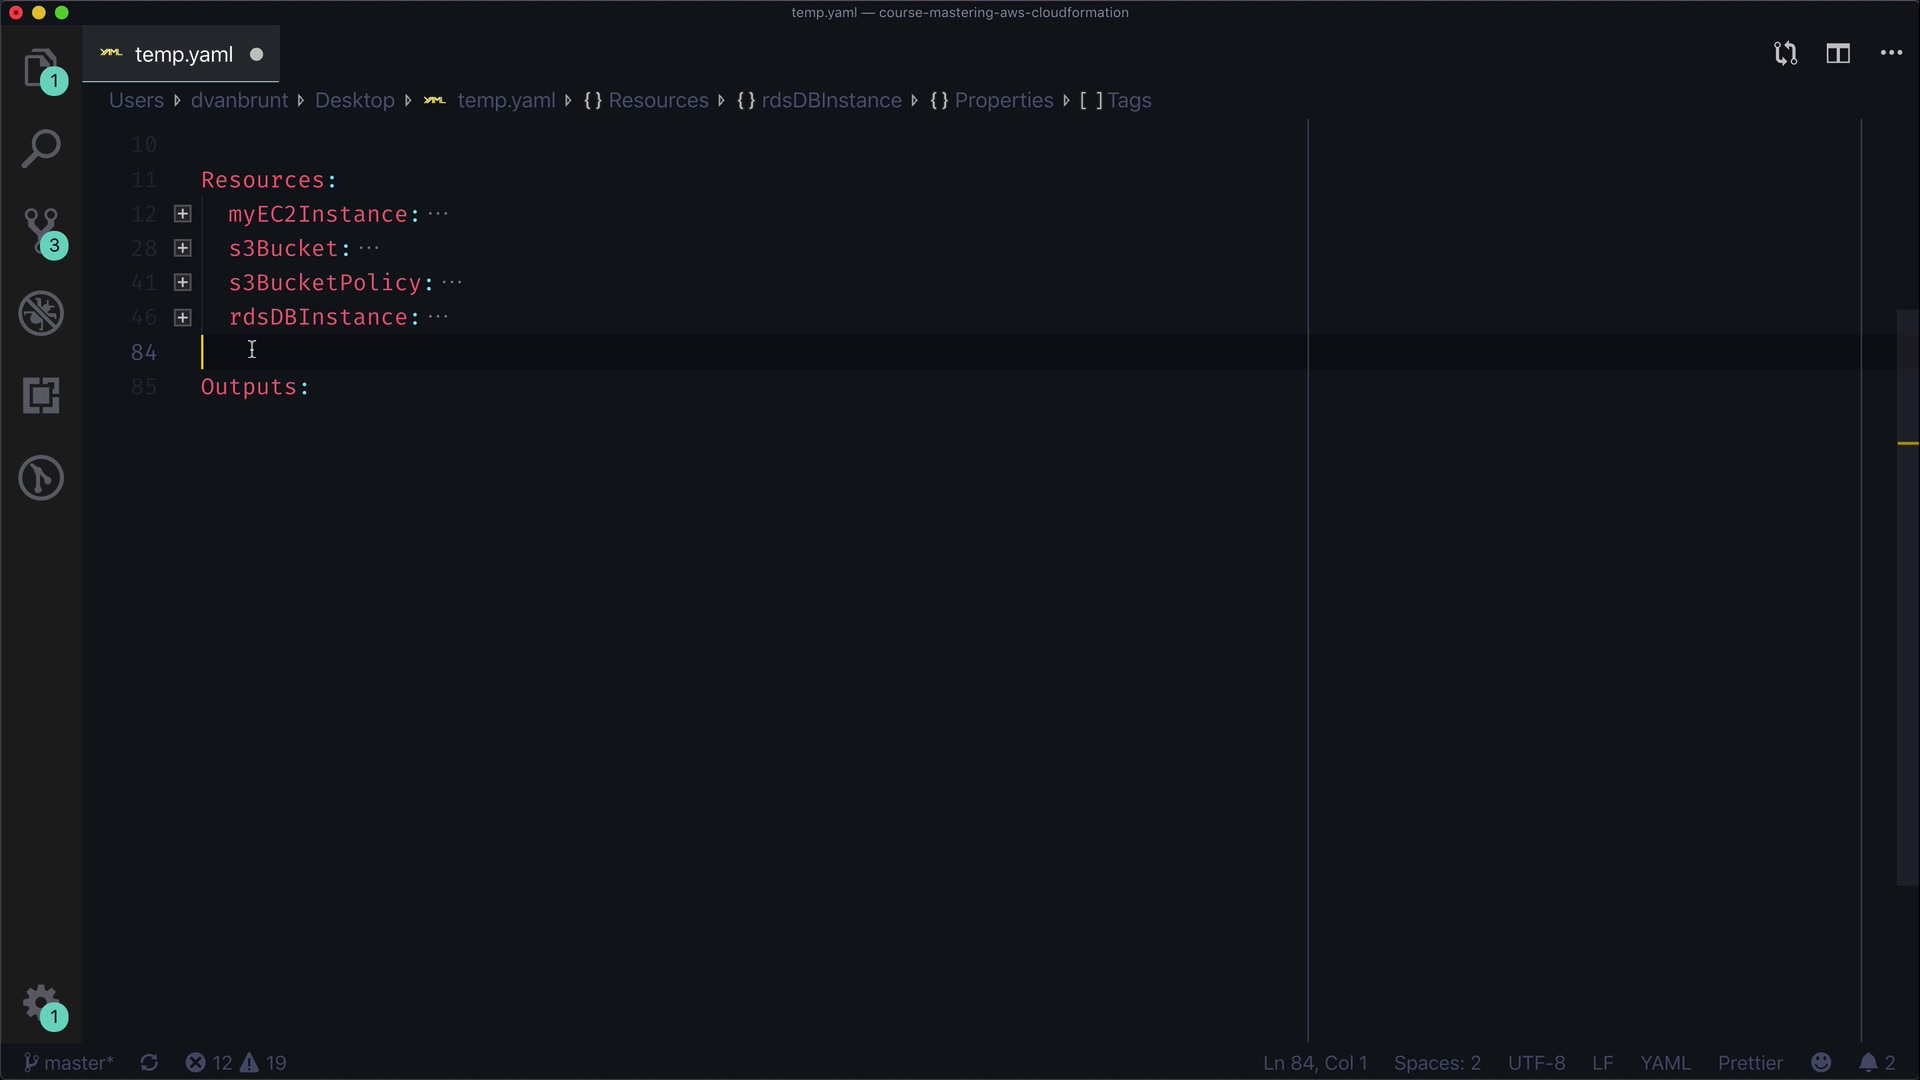 temp.yaml — course-mastering-aws-cloudformation
YAML temp.yaml
Users dvanbrunt Desktop YAML temp.yaml {} Resources {} rdsDBInstance {} Properties [ ] Tags
10
11 Resources:
12 myEC2Instance: ...
28 s3Bucket: ...
41 s3BucketPolicy: ...
46 rdsDBInstance: ...
84
85 Outputs:
1
3
1
master* 12 19 Ln 84, Col 1 Spaces: 2 UTF-8 LF YAML Prettier 2